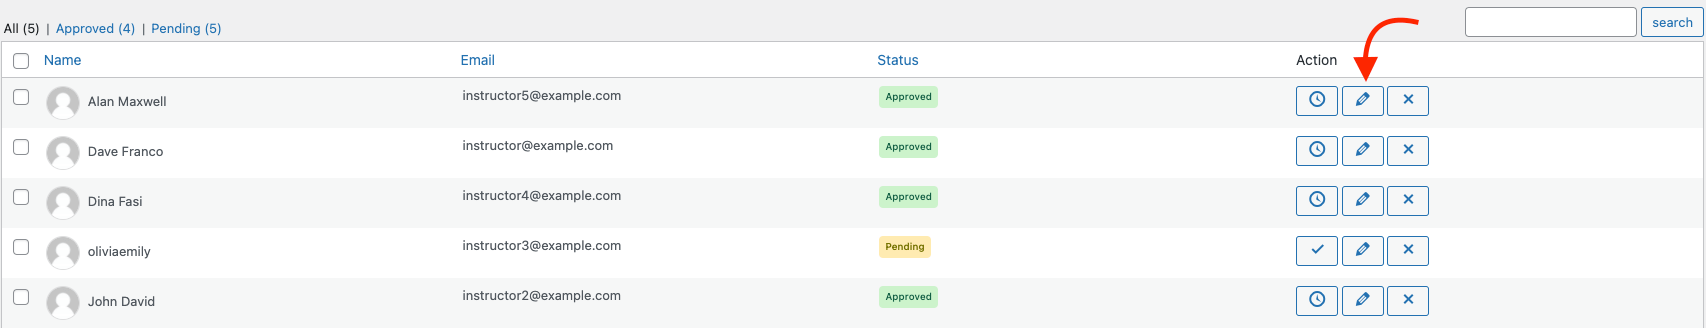 All (5) | Approved (4) | Pending (5)
search
Name Email Status Action
Alan Maxwell instructor5@example.com Approved
Dave Franco instructor@example.com Approved
Dina Fasi instructor4@example.com Approved
oliviaemily instructor3@example.com Pending
John David instructor2@example.com Approved